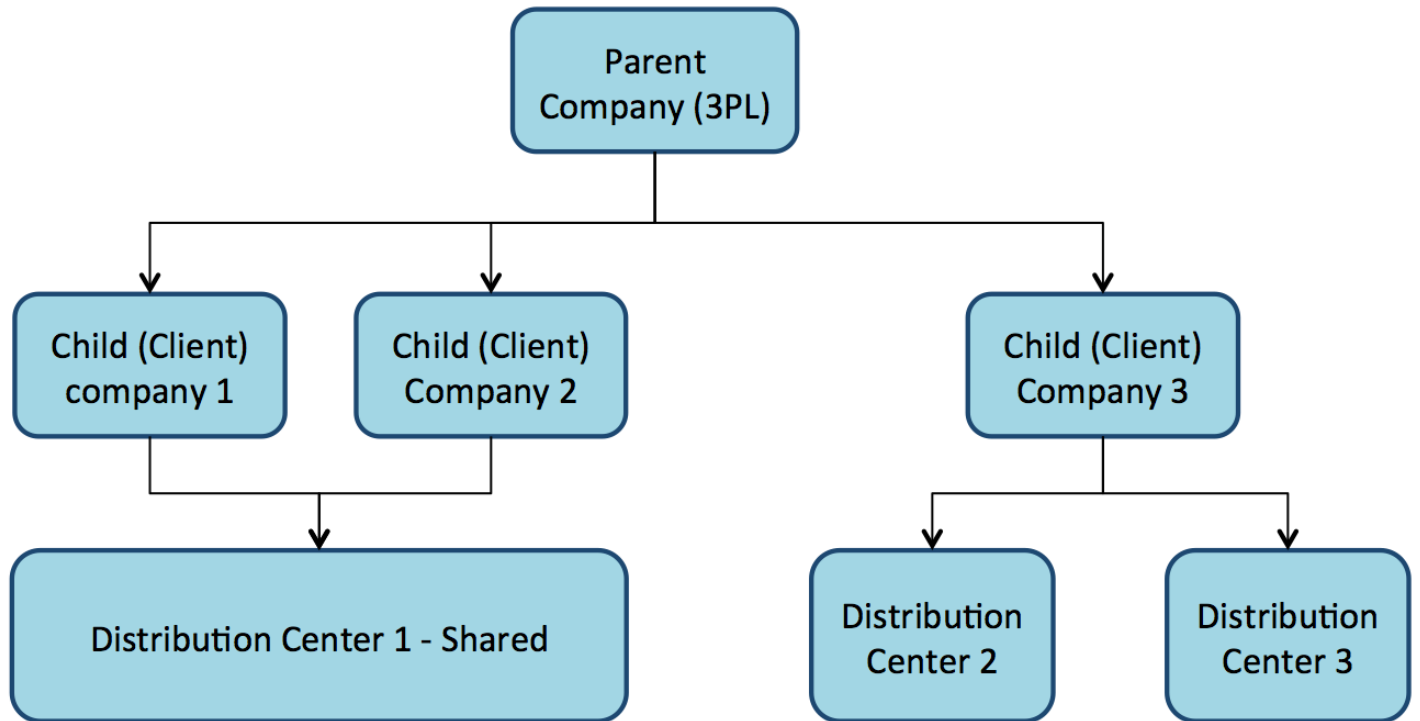 Parent
Company (3PL)
Child (Client)
company 1
Child (Client)
Company 2
Child (Client)
Company 3
Distribution Center 1 - Shared
Distribution
Center 2
Distribution
Center 3